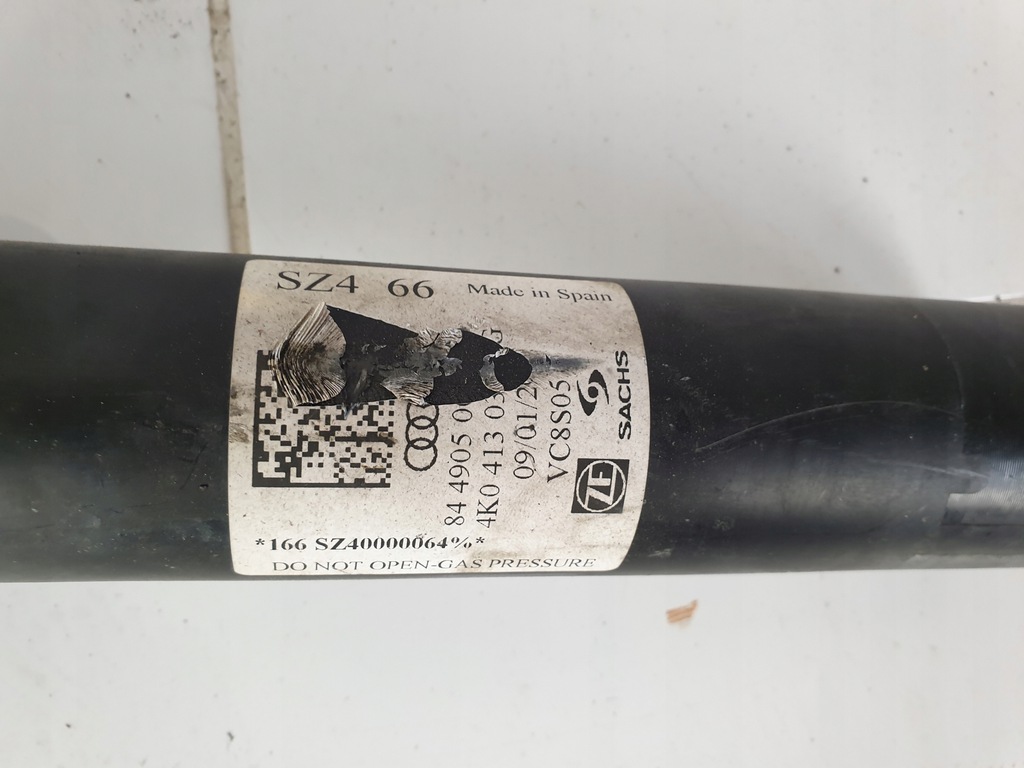 SZ4 66 Made in Spain
84 4905 0
4K0 413 03 G
09/01/2
VC8S05
SACHS
ZF
*166 SZ40000064%*
DO NOT OPEN-GAS PRESSURE